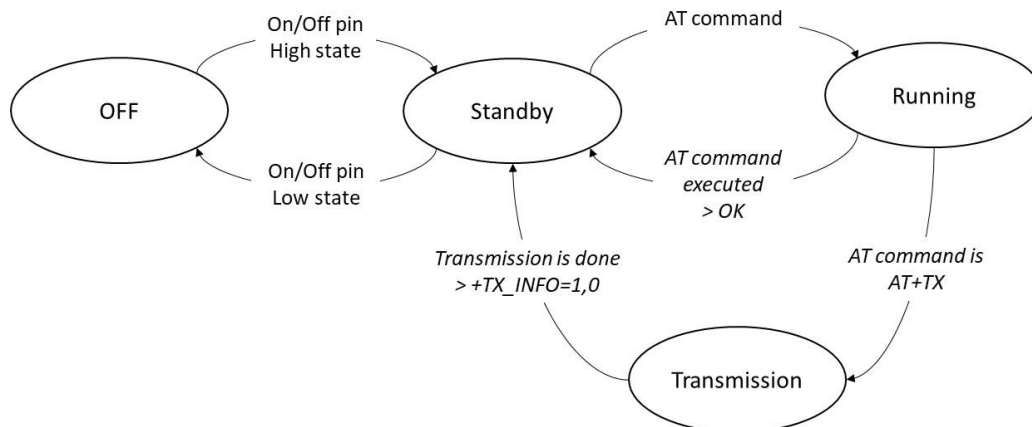 On/Off pin
High state
AT command
OFF
Standby
Running
On/Off pin
Low state
AT command
executed
> OK
Transmission is done
> +TX_INFO=1,0
AT command is
AT+TX
Transmission